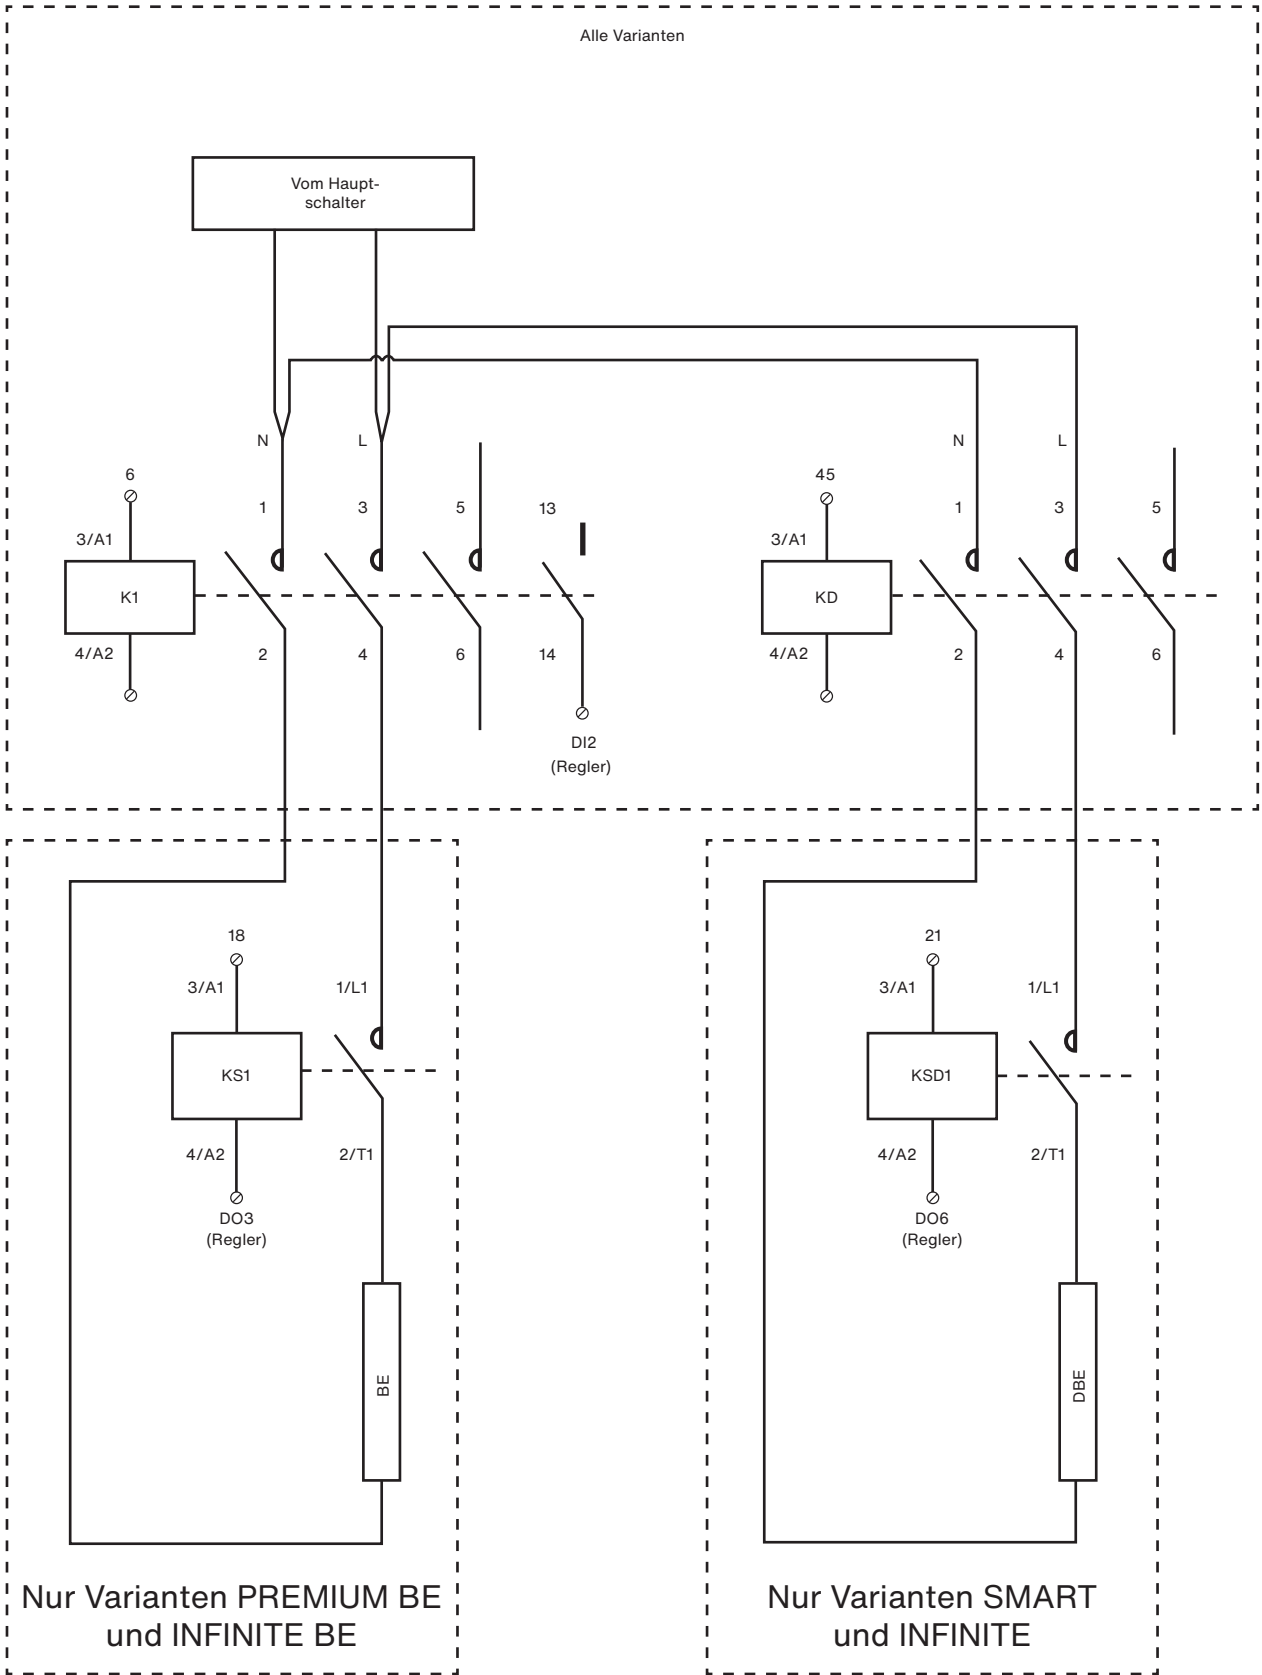 Alle Varianten
Vom Haupt-
schalter
N L N L
6 45
1 3 5 13 1 3 5
3/A1 3/A1
K1 KD
4/A2 2 4 6 14 4/A2 2 4 6
DI2
(Regler)
18 21
3/A1 1/L1 3/A1 1/L1
KS1 KSD1
4/A2 2/T1 4/A2 2/T1
DO3 DO6
(Regler) (Regler)
BE DBE
Nur Varianten PREMIUM BE
und INFINITE BE
Nur Varianten SMART
und INFINITE